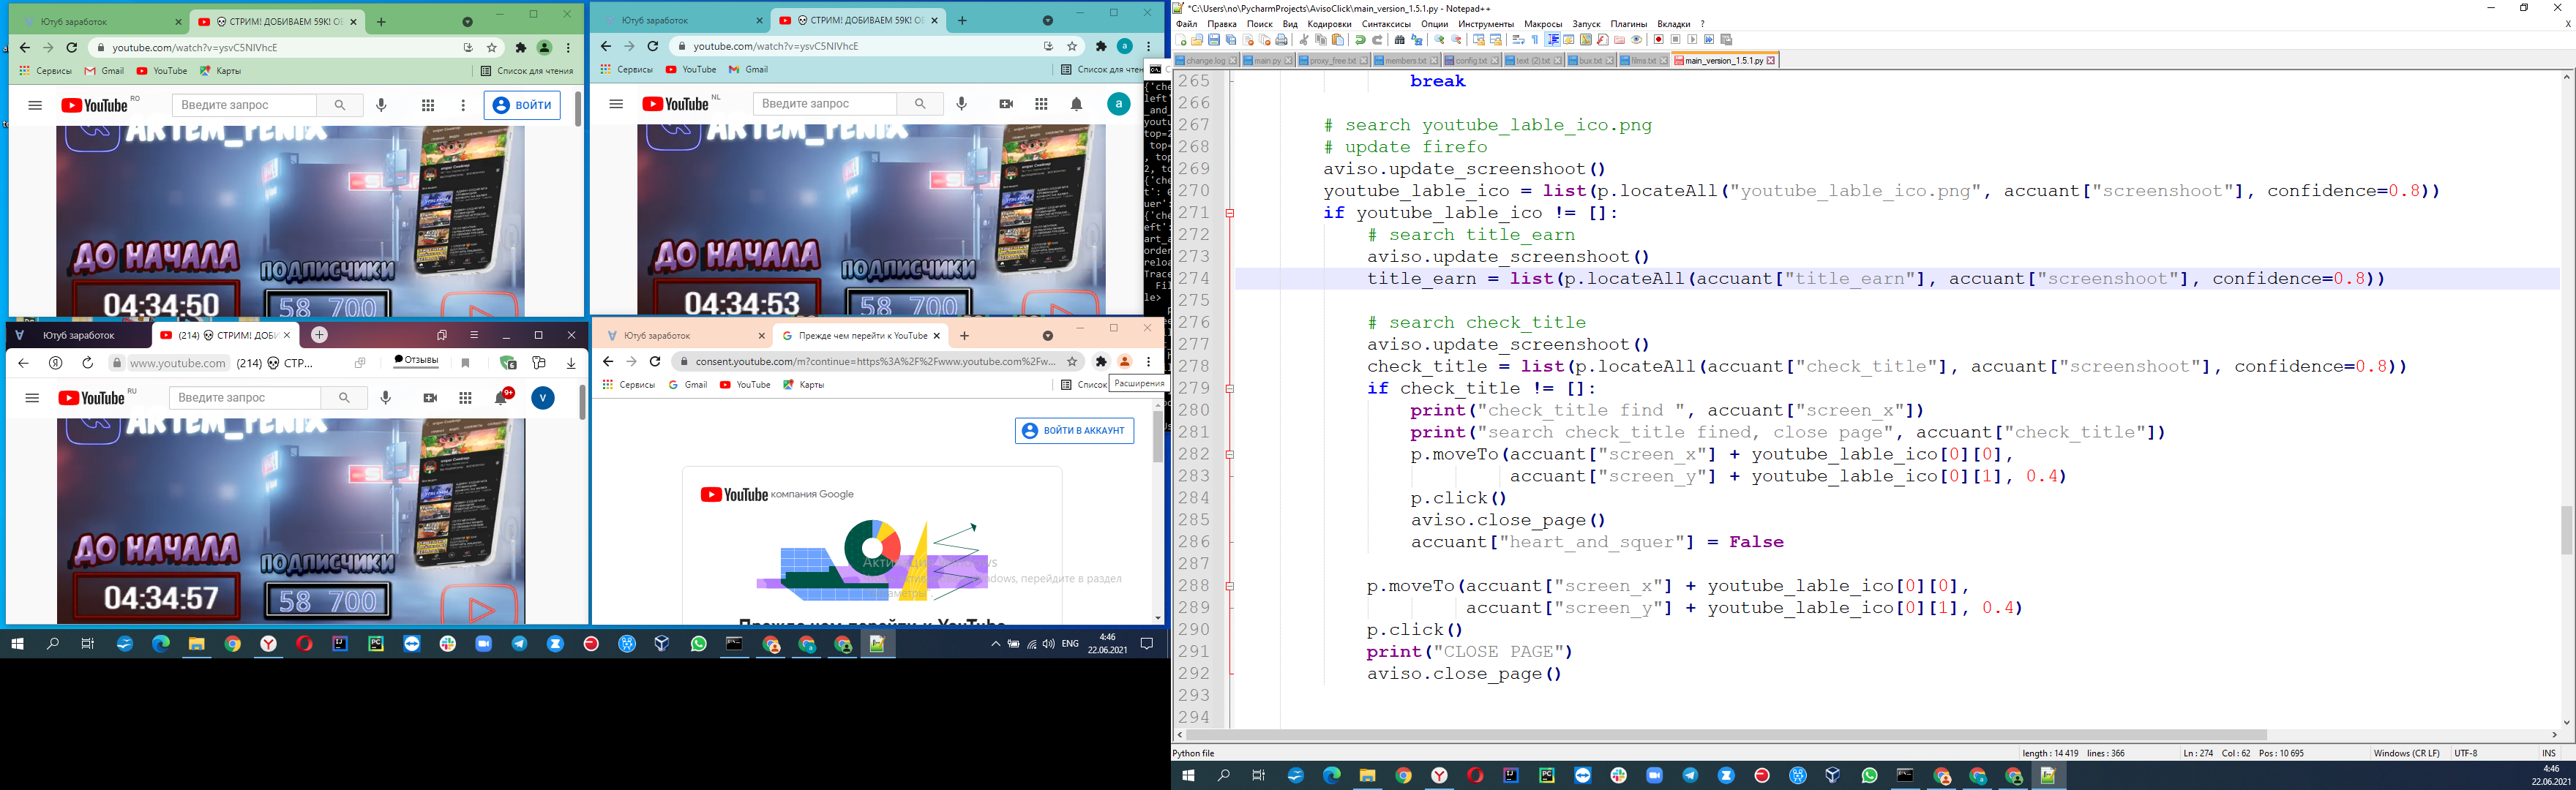 Ютуб заработок
СТРИМ! ДОБИВАЕМ 59K! ОБ
youtube.com/watch?v=ysvC5NIVhcE
Сервисы
Gmail
YouTube
Карты
Список для чтения
YouTube RO
Введите запрос
ВОЙТИ
ARTEM_FENIX
ДО НАЧАЛА
ПОДПИСЧИКИ
04:34:50
58 700
Ютуб заработок
СТРИМ! ДОБИВАЕМ 59K! ОБ
youtube.com/watch?v=ysvC5NIVhcE
Сервисы
YouTube
Gmail
Список для чтен
YouTube NL
Введите запрос
a
ARTEM_FENIX
ДО НАЧАЛА
ПОДПИСЧИКИ
04:34:53
58 700
Ютуб заработок
(214) СТРИМ! ДОБИ
www.youtube.com
(214) СТР...
Отзывы
YouTube RU
Введите запрос
9+
V
ARTEM_FENIX
ДО НАЧАЛА
ПОДПИСЧИКИ
04:34:57
58 700
Ютуб заработок
Прежде чем перейти к YouTube
consent.youtube.com/m?continue=https%3A%2F%2Fwww.youtube.com%2Fw...
Сервисы
Gmail
YouTube
Карты
Список
Расширения
ВОЙТИ В АККАУНТ
YouTube компания Google
Прежде чем перейти к YouTube
ENG
4:46
22.06.2021
*C:\Users\no\PycharmProjects\AvisoClick\main_version_1.5.1.py - Notepad++
Файл Правка Поиск Вид Кодировки Синтаксисы Опции Инструменты Макросы Запуск Плагины Вкладки ?
change.log main.py proxy_free.txt members.txt config.txt text (2).txt bux.txt films.txt main_version_1.5.1.py
265 break
266
267 # search youtube_lable_ico.png
268 # update firefo
269 aviso.update_screenshoot()
270 youtube_lable_ico = list(p.locateAll("youtube_lable_ico.png", accuant["screenshoot"], confidence=0.8))
271 if youtube_lable_ico != []:
272 # search title_earn
273 aviso.update_screenshoot()
274 title_earn = list(p.locateAll(accuant["title_earn"], accuant["screenshoot"], confidence=0.8))
275
276 # search check_title
277 aviso.update_screenshoot()
278 check_title = list(p.locateAll(accuant["check_title"], accuant["screenshoot"], confidence=0.8))
279 if check_title != []:
280 print("check_title find ", accuant["screen_x"])
281 print("search check_title fined, close page", accuant["check_title"])
282 p.moveTo(accuant["screen_x"] + youtube_lable_ico[0][0],
283 accuant["screen_y"] + youtube_lable_ico[0][1], 0.4)
284 p.click()
285 aviso.close_page()
286 accuant["heart_and_squer"] = False
287
288 p.moveTo(accuant["screen_x"] + youtube_lable_ico[0][0],
289 accuant["screen_y"] + youtube_lable_ico[0][1], 0.4)
290 p.click()
291 print("CLOSE PAGE")
292 aviso.close_page()
293
294
Python file
length : 14 419 lines : 366
Ln : 274 Col : 62 Pos : 10 695
Windows (CR LF)
UTF-8
INS
4:46
22.06.2021